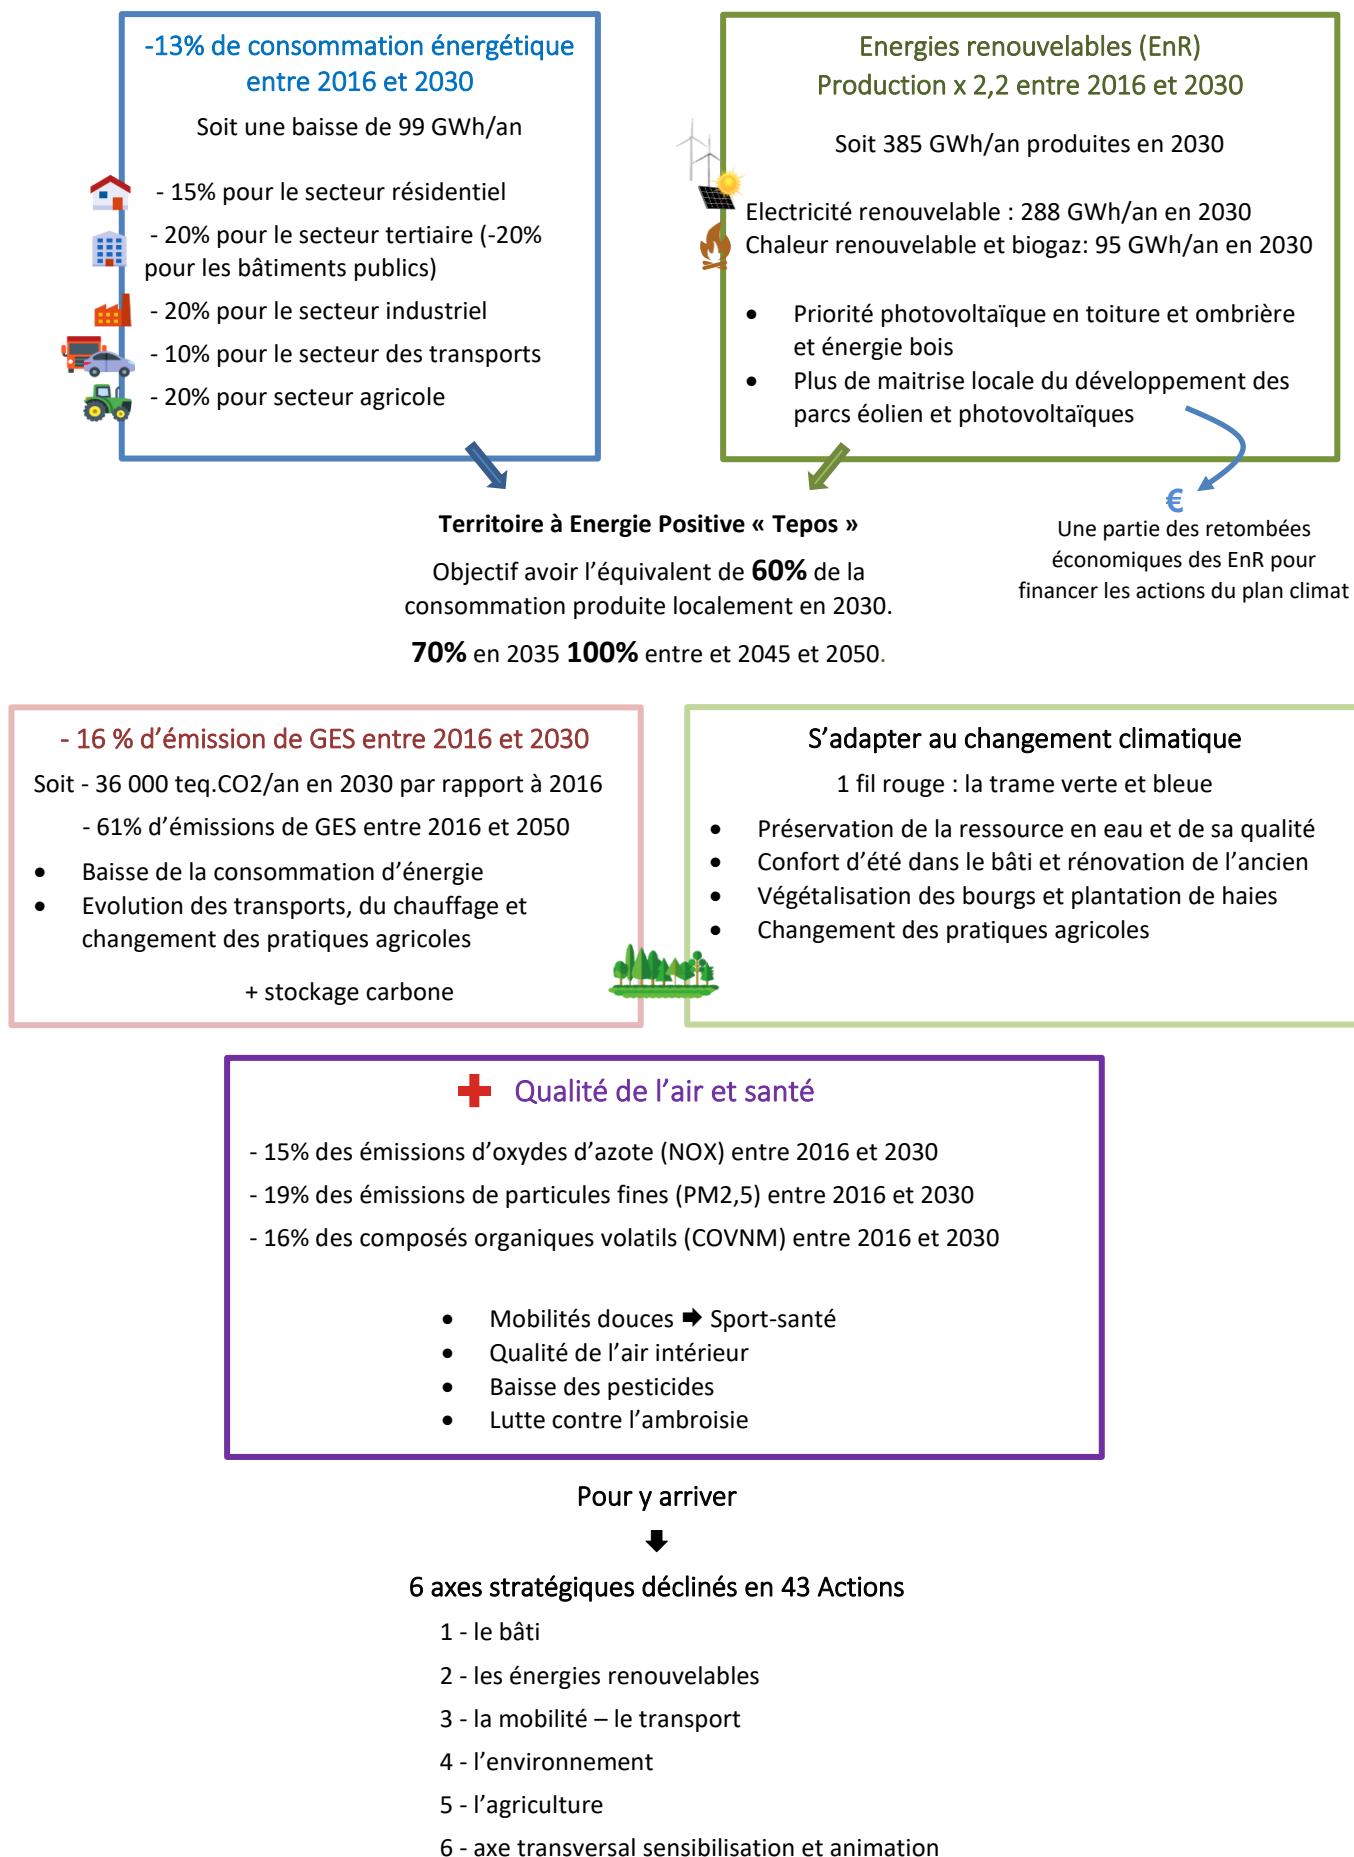 -13% de consommation énergétique
entre 2016 et 2030
Soit une baisse de 99 GWh/an
- 15% pour le secteur résidentiel
- 20% pour le secteur tertiaire (-20%
pour les bâtiments publics)
- 20% pour le secteur industriel
- 10% pour le secteur des transports
- 20% pour secteur agricole
Energies renouvelables (EnR)
Production x 2,2 entre 2016 et 2030
Soit 385 GWh/an produites en 2030
Electricité renouvelable : 288 GWh/an en 2030
Chaleur renouvelable et biogaz: 95 GWh/an en 2030
• Priorité photovoltaïque en toiture et ombrière
et énergie bois
• Plus de maitrise locale du développement des
parcs éolien et photovoltaïques
€
Une partie des retombées
économiques des EnR pour
financer les actions du plan climat
Territoire à Energie Positive « Tepos »
Objectif avoir l’équivalent de 60% de la
consommation produite localement en 2030.
70% en 2035 100% entre et 2045 et 2050.
- 16 % d’émission de GES entre 2016 et 2030
Soit - 36 000 teq.CO2/an en 2030 par rapport à 2016
- 61% d’émissions de GES entre 2016 et 2050
• Baisse de la consommation d’énergie
• Evolution des transports, du chauffage et
changement des pratiques agricoles
+ stockage carbone
S’adapter au changement climatique
1 fil rouge : la trame verte et bleue
• Préservation de la ressource en eau et de sa qualité
• Confort d’été dans le bâti et rénovation de l’ancien
• Végétalisation des bourgs et plantation de haies
• Changement des pratiques agricoles
Qualité de l’air et santé
- 15% des émissions d’oxydes d’azote (NOX) entre 2016 et 2030
- 19% des émissions de particules fines (PM2,5) entre 2016 et 2030
- 16% des composés organiques volatils (COVNM) entre 2016 et 2030
• Mobilités douces 🡺 Sport-santé
• Qualité de l’air intérieur
• Baisse des pesticides
• Lutte contre l’ambroisie
Pour y arriver
6 axes stratégiques déclinés en 43 Actions
1 - le bâti
2 - les énergies renouvelables
3 - la mobilité – le transport
4 - l’environnement
5 - l’agriculture
6 - axe transversal sensibilisation et animation